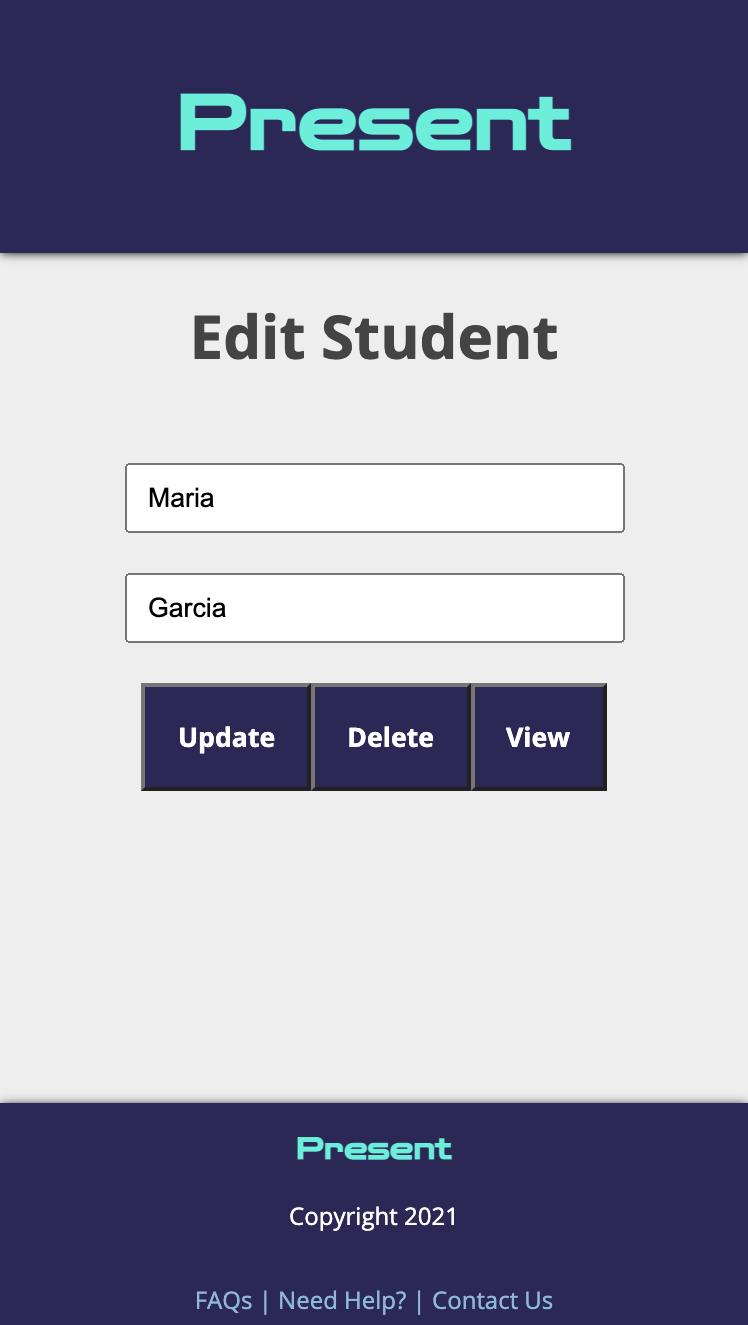 Present
Edit Student
Maria
Garcia
Update Delete View
Present
Copyright 2021
FAQs | Need Help? | Contact Us